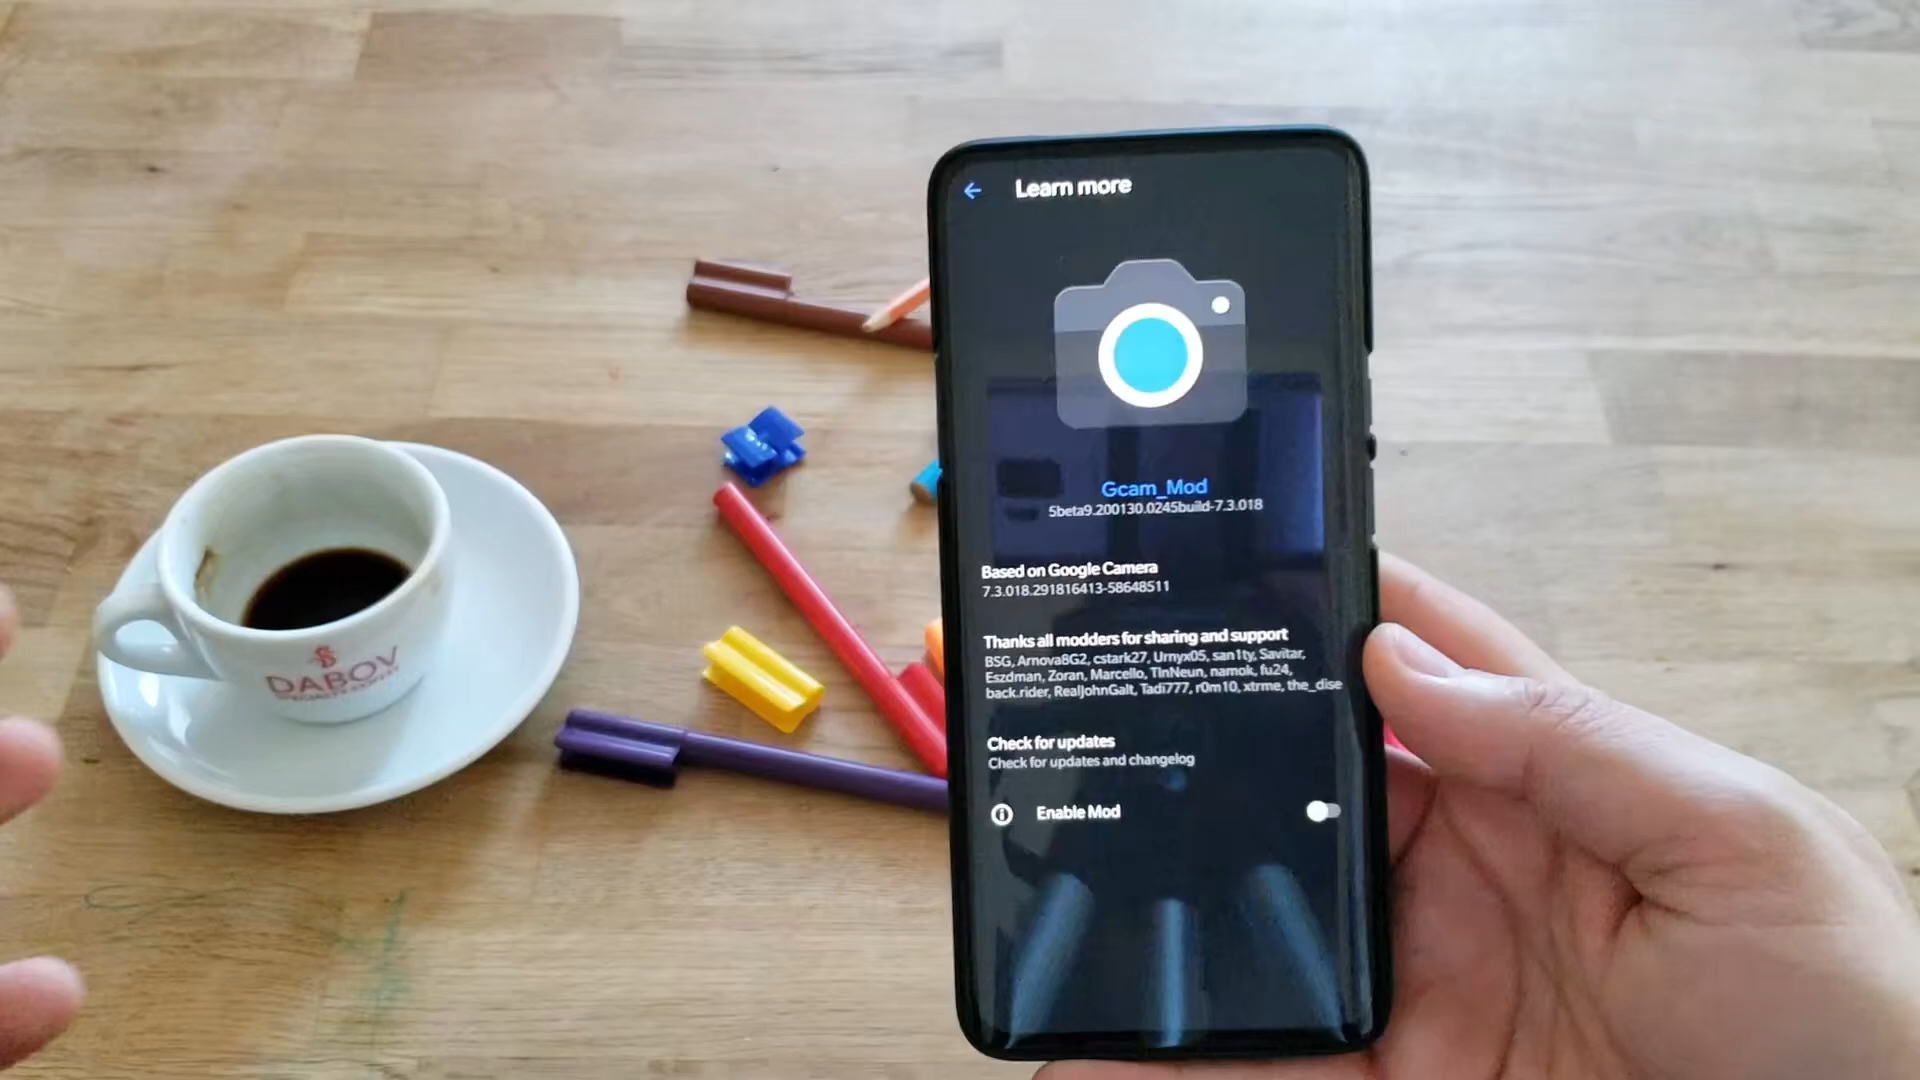 Learn more
Gcam_Mod
5beta9.200130.0245build-7.3.018
Based on Google Camera
7.3.018.291816413-58648511
Thanks all modders for sharing and support
BSG, Arnova8G2, cstark27, Urnyx05, san1ty, Savitar,
Eszdman, Zoran, Marcello, TlnNeun, namok, fu24,
back.rider, RealJohnGalt, Tadi777, r0m10, xtrme, the_dise
Check for updates
Check for updates and changelog
Enable Mod
DABOV